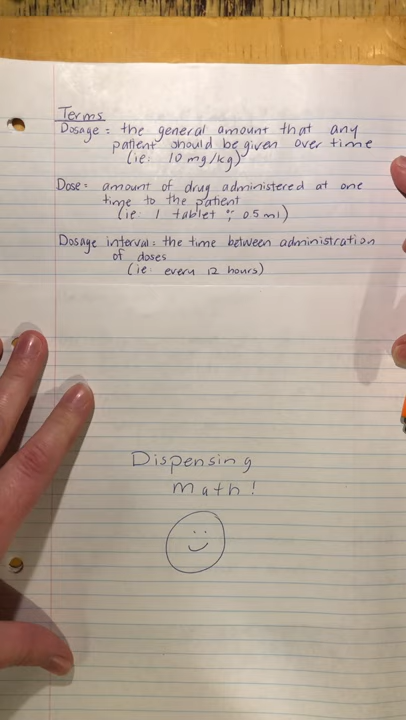 Terms
Dosage = the general amount that any
patient should be given over time
(ie: 10 mg/kg)
Dose = amount of drug administered at one
time to the patient
(ie: 1 tablet ; 0.5 ml)
Dosage interval = the time between administration
of doses
(ie: every 12 hours)
Dispensing
math!